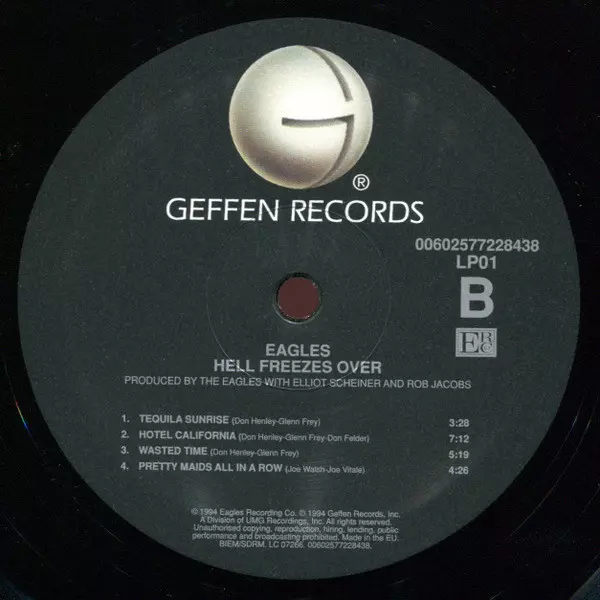 G
®
GEFFEN RECORDS
00602577228438
LP01
B
ERC
EAGLES
HELL FREEZES OVER
PRODUCED BY THE EAGLES WITH ELLIOT SCHEINER AND ROB JACOBS
1. TEQUILA SUNRISE (Don Henley-Glenn Frey) 3:28
2. HOTEL CALIFORNIA (Don Henley-Glenn Frey-Don Felder) 7:12
3. WASTED TIME (Don Henley-Glenn Frey) 5:19
4. PRETTY MAIDS ALL IN A ROW (Joe Walsh-Joe Vitale) 4:26
℗ 1994 Eagles Recording Co. © 1994 Geffen Records, Inc.
A Division of UMG Recordings, Inc. All rights reserved.
Unauthorised copying, reproduction, hiring, lending, public
performance and broadcasting prohibited. Made in the EU.
BIEM/SDRM, LC 07266, 00602577228438,